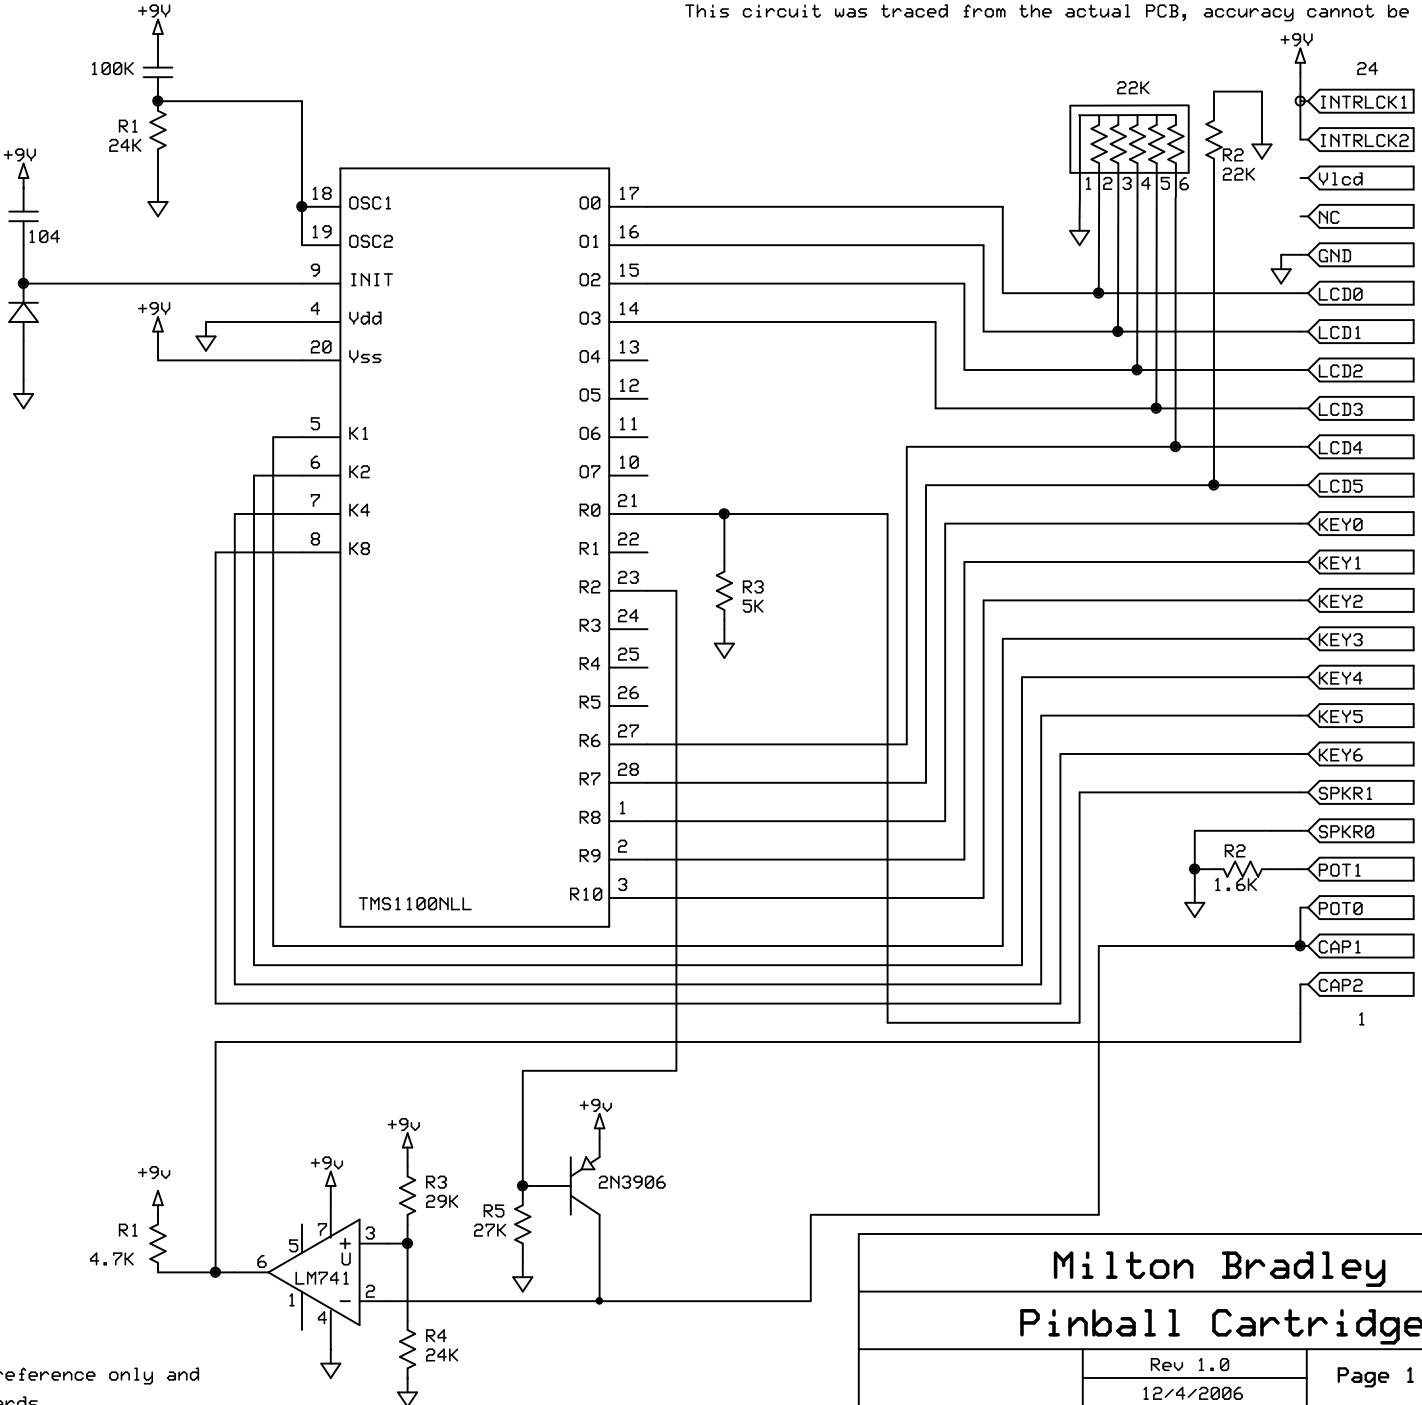 This circuit was traced from the actual PCB, accuracy cannot be
+9V
100K
R1
24K
+9V
104
+9V
18 OSC1
19 OSC2
9 INIT
4 Vdd
20 Vss
5 K1
6 K2
7 K4
8 K8
TMS1100NLL
O0 17
O1 16
O2 15
O3 14
O4 13
O5 12
O6 11
O7 10
R0 21
R1 22
R2 23
R3 24
R4 25
R5 26
R6 27
R7 28
R8 1
R9 2
R10 3
R3
5K
22K
1 2 3 4 5 6
R2
22K
+9V
24
INTRLCK1
INTRLCK2
Vlcd
NC
GND
LCD0
LCD1
LCD2
LCD3
LCD4
LCD5
KEY0
KEY1
KEY2
KEY3
KEY4
KEY5
KEY6
SPKR1
SPKR0
R2
1.6K
POT1
POT0
CAP1
CAP2
1
+9v
R1
4.7K
+9v
+9v
R3
29K
6
5
7
3
+
U
LM741
1
-
2
4
R4
24K
R5
27K
+9v
2N3906
Milton Bradley
Pinball Cartridge
Rev 1.0
12/4/2006
Page 1
reference only and